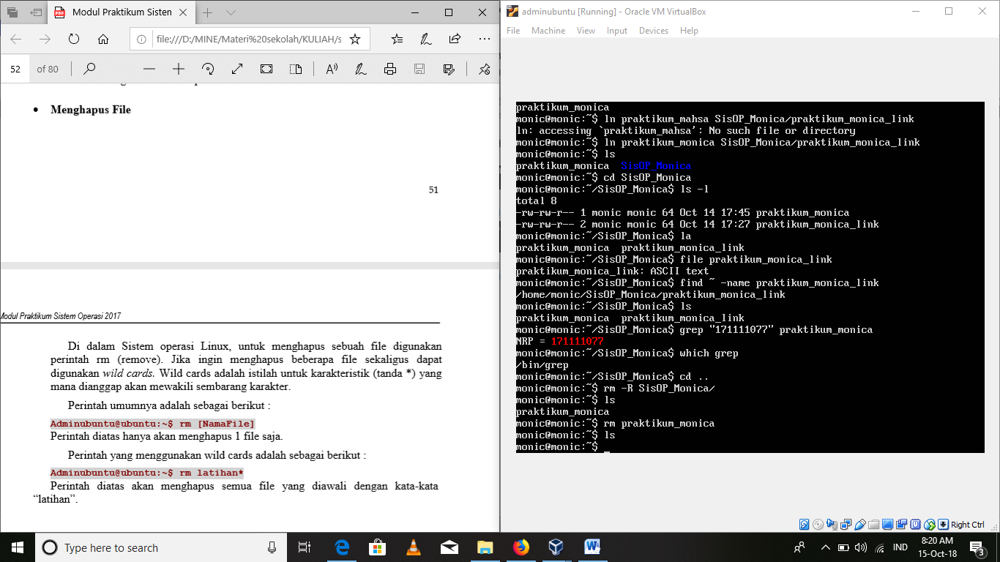 Modul Praktikum Sisten
file:///D:/MINE/Materi%20sekolah/KULIAH/s
52 of 80
• Menghapus File
51
Modul Praktikum Sistem Operasi 2017
Di dalam Sistem operasi Linux, untuk menghapus sebuah file digunakan
perintah rm (remove). Jika ingin menghapus beberapa file sekaligus dapat
digunakan wild cards. Wild cards adalah istilah untuk karakteristik (tanda *) yang
mana dianggap akan mewakili sembarang karakter.
Perintah umumnya adalah sebagai berikut :
Adminubuntu@ubuntu:~$ rm [NamaFile]
Perintah diatas hanya akan menghapus 1 file saja.
Perintah yang menggunakan wild cards adalah sebagai berikut :
Adminubuntu@ubuntu:~$ rm latihan*
Perintah diatas akan menghapus semua file yang diawali dengan kata-kata
“latihan”.
adminubuntu [Running] - Oracle VM VirtualBox
File Machine View Input Devices Help
praktikum_monica
monic@monic:~$ ln praktikum_mahsa SisOP_Monica/praktikum_monica_link
ln: accessing `praktikum_mahsa': No such file or directory
monic@monic:~$ ln praktikum_monica SisOP_Monica/praktikum_monica_link
monic@monic:~$ ls
praktikum_monica SisOP_Monica
monic@monic:~$ cd SisOP_Monica
monic@monic:~/SisOP_Monica$ ls -l
total 8
-rw-rw-r-- 1 monic monic 64 Oct 14 17:45 praktikum_monica
-rw-rw-r-- 2 monic monic 64 Oct 14 17:27 praktikum_monica_link
monic@monic:~/SisOP_Monica$ la
praktikum_monica praktikum_monica_link
monic@monic:~/SisOP_Monica$ file praktikum_monica_link
praktikum_monica_link: ASCII text
monic@monic:~/SisOP_Monica$ find ~ -name praktikum_monica_link
/home/monic/SisOP_Monica/praktikum_monica_link
monic@monic:~/SisOP_Monica$ ls
praktikum_monica praktikum_monica_link
monic@monic:~/SisOP_Monica$ grep "171111077" praktikum_monica
NRP = 171111077
monic@monic:~/SisOP_Monica$ which grep
/bin/grep
monic@monic:~/SisOP_Monica$ cd ..
monic@monic:~$ rm -R SisOP_Monica/
monic@monic:~$ ls
praktikum_monica
monic@monic:~$ rm praktikum_monica
monic@monic:~$ ls
monic@monic:~$ _
Right Ctrl
Type here to search
IND
8:20 AM
15-Oct-18
3